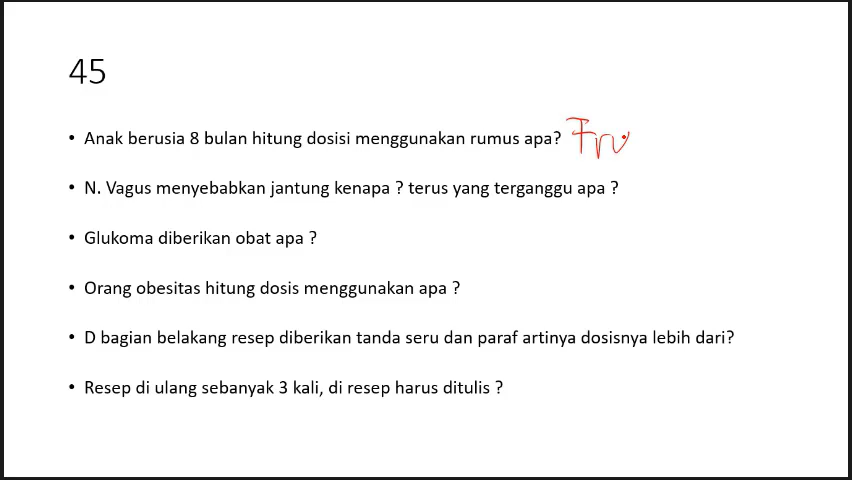 45
• Anak berusia 8 bulan hitung dosisi menggunakan rumus apa? Fru
• N. Vagus menyebabkan jantung kenapa ? terus yang terganggu apa ?
• Glukoma diberikan obat apa ?
• Orang obesitas hitung dosis menggunakan apa ?
• D bagian belakang resep diberikan tanda seru dan paraf artinya dosisnya lebih dari?
• Resep di ulang sebanyak 3 kali, di resep harus ditulis ?